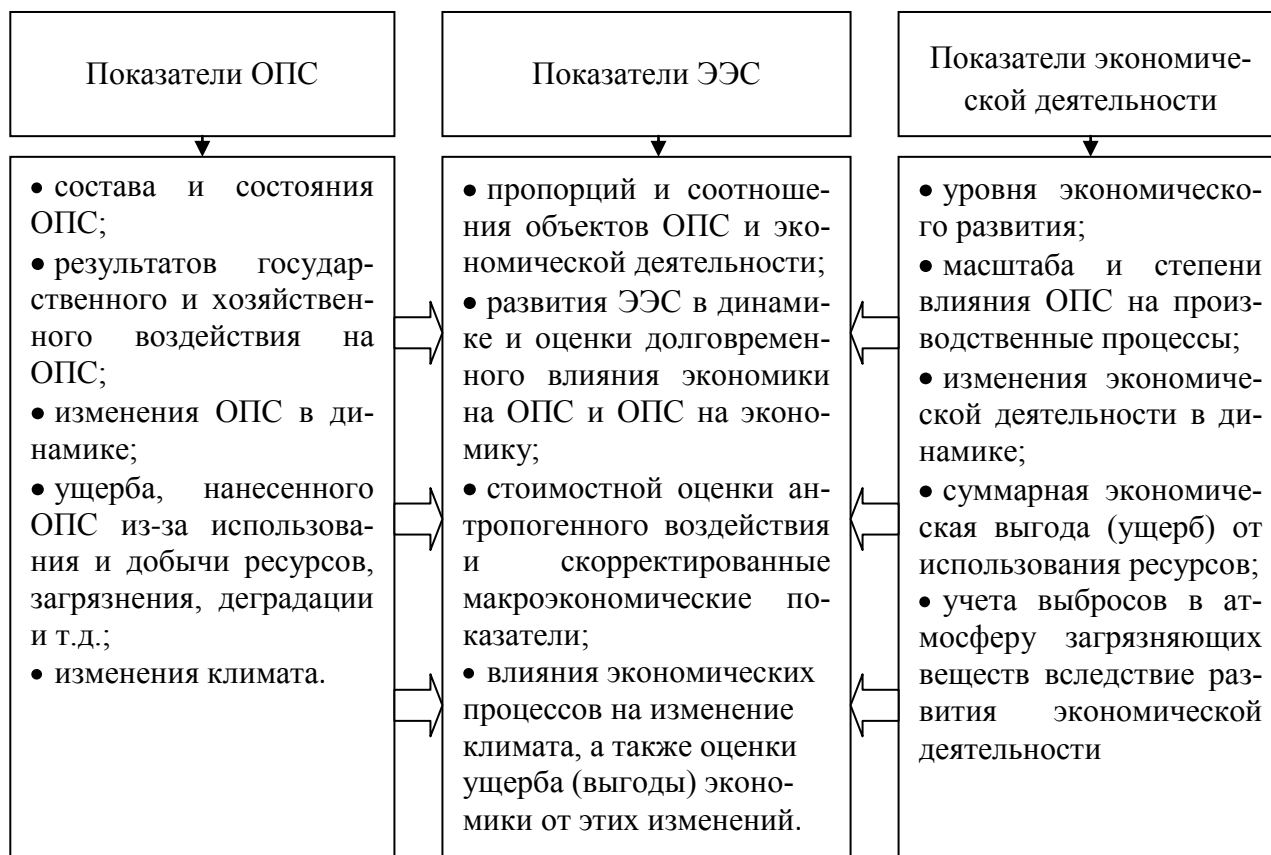 Показатели ОПС
Показатели ЭЭС
Показатели экономиче-
ской деятельности
• состава и состояния
ОПС;
• результатов государ-
ственного и хозяйствен-
ного воздействия на
ОПС;
• изменения ОПС в ди-
намике;
• ущерба, нанесенного
ОПС из-за использова-
ния и добычи ресурсов,
загрязнения, деградации
и т.д.;
• изменения климата.
• пропорций и соотноше-
ния объектов ОПС и эко-
номической деятельности;
• развития ЭЭС в динами-
ке и оценки долговремен-
ного влияния экономики
на ОПС и ОПС на эконо-
мику;
• стоимостной оценки ан-
тропогенного воздействия
и скорректированные
макроэкономические по-
казатели;
• влияния экономических
процессов на изменение
климата, а также оценки
ущерба (выгоды) эконо-
мики от этих изменений.
• уровня экономическо-
го развития;
• масштаба и степени
влияния ОПС на произ-
водственные процессы;
• изменения экономиче-
ской деятельности в ди-
намике;
• суммарная экономиче-
ская выгода (ущерб) от
использования ресурсов;
• учета выбросов в ат-
мосферу загрязняющих
веществ вследствие раз-
вития экономической
деятельности